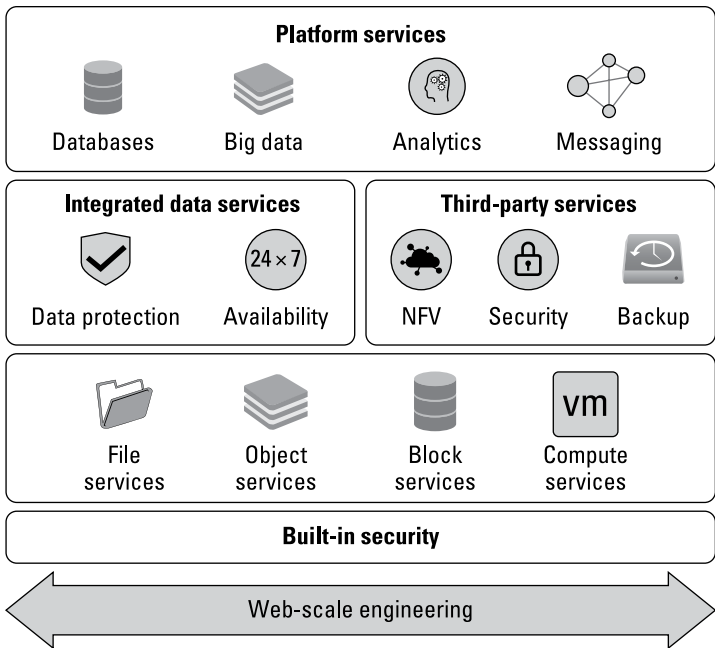 Platform services
Databases
Big data
Analytics
Messaging
Integrated data services
24 × 7
Data protection
Availability
Third-party services
NFV
Security
Backup
vm
File
services
Object
services
Block
services
Compute
services
Built-in security
Web-scale engineering